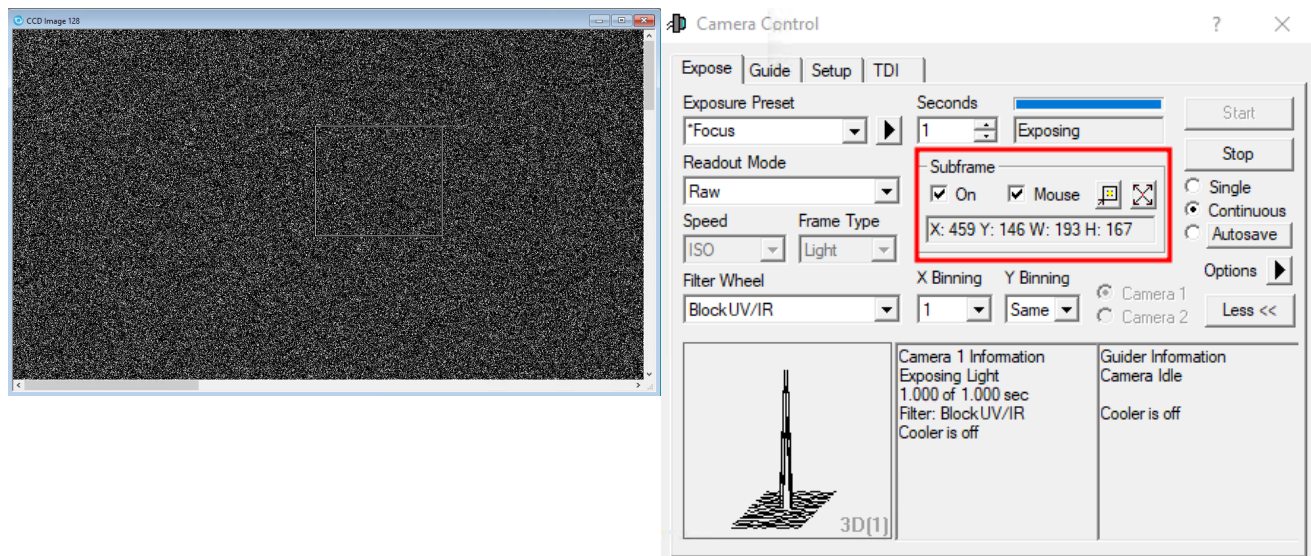 CCD Image 128
Camera Control
Expose Guide Setup TDI
Exposure Preset
*Focus
Seconds
1
Exposing
Start
Stop
Readout Mode
Raw
Subframe
On Mouse
X: 459 Y: 146 W: 193 H: 167
Single
Continuous
Autosave
Speed
ISO
Frame Type
Light
Options
Less <<
Filter Wheel
Block UV/IR
X Binning
1
Y Binning
Same
Camera 1
Camera 2
3D(1)
Camera 1 Information
Exposing Light
1.000 of 1.000 sec
Filter: Block UV/IR
Cooler is off
Guider Information
Camera Idle
Cooler is off